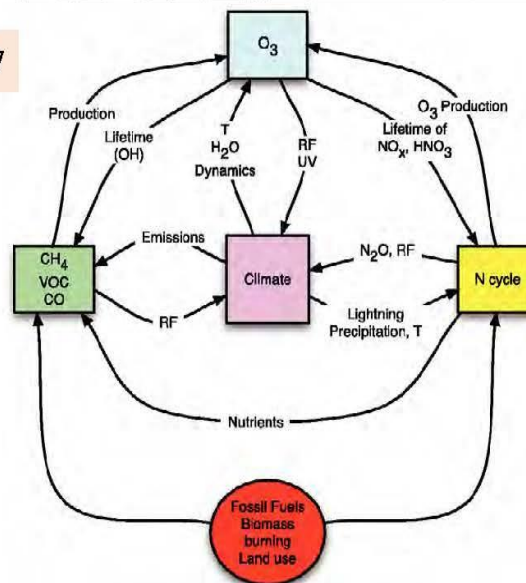 7
O3
Production
Lifetime
(OH)
T
H2O
Dynamics
RF
UV
O3 Production
Lifetime of
NOx, HNO3
Emissions
CH4
VOC
CO
Climate
N2O, RF
N cycle
RF
Lightning
Precipitation, T
Nutrients
Fossil Fuels
Biomass
burning
Land use